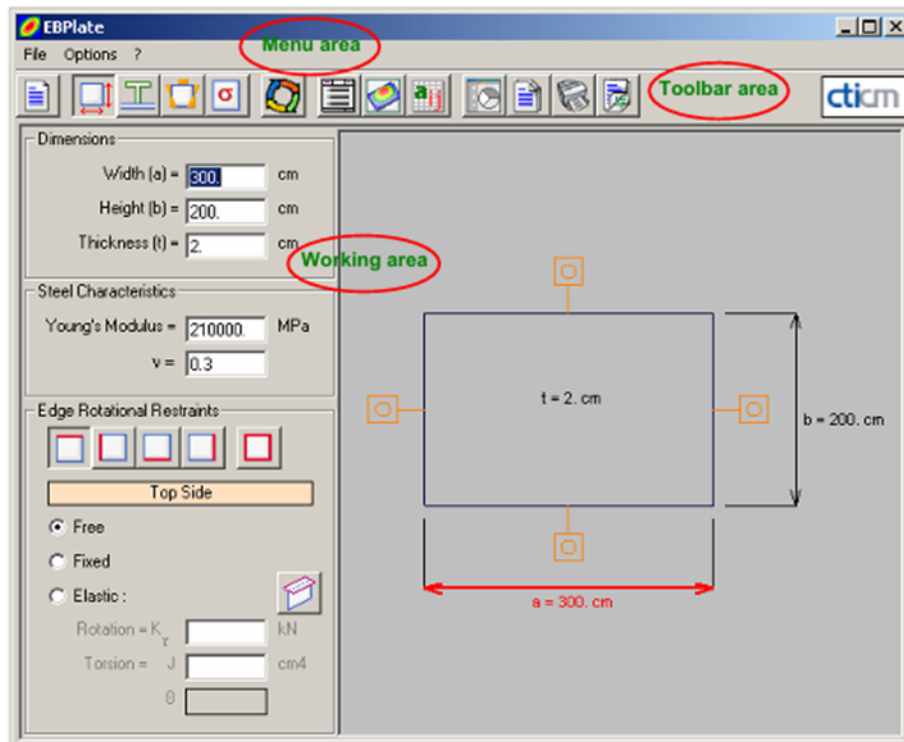 EBPlate
File Options ?
Menu area
Toolbar area
σ
aij
cticm
Dimensions
Width (a) = 300. cm
Height (b) = 200. cm
Thickness (t) = 2. cm
Working area
Steel Characteristics
Young's Modulus = 210000. MPa
ν = 0.3
Edge Rotational Restraints
Top Side
Free
Fixed
Elastic :
Rotation = Kr kN
Torsion = J cm4
θ
t = 2. cm
b = 200. cm
a = 300. cm